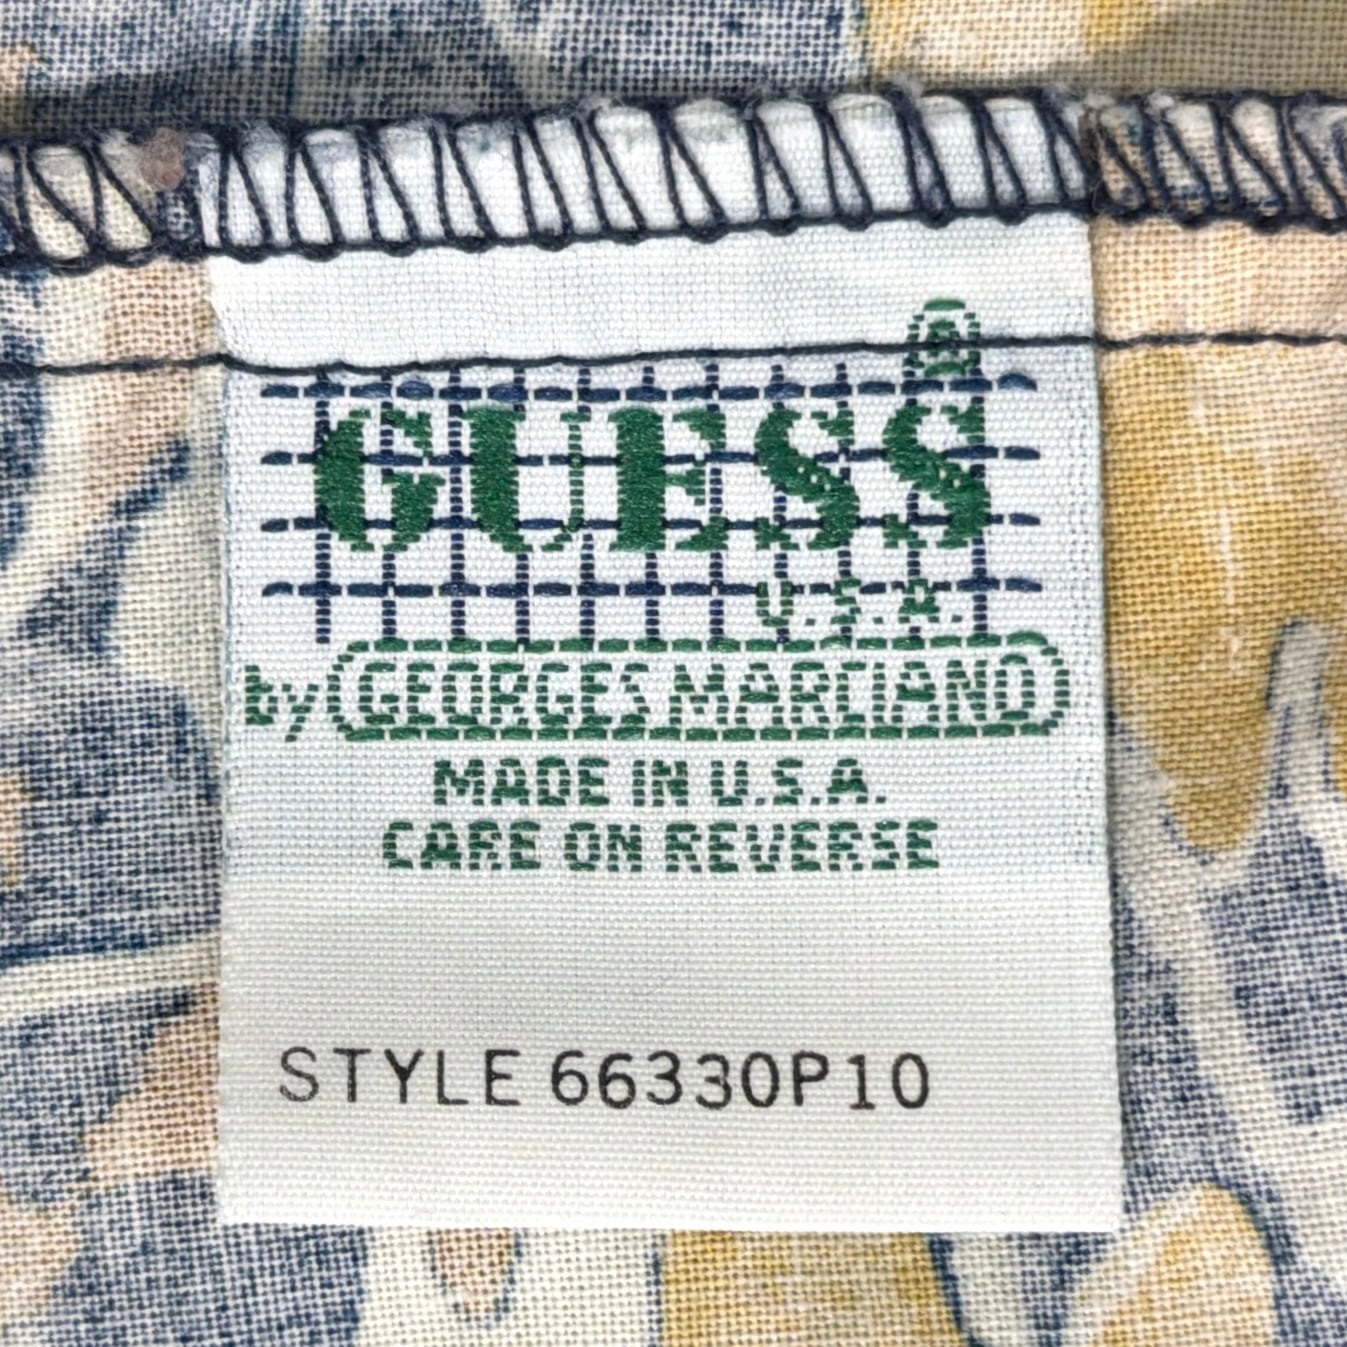 GUESS
U.S.A.
by GEORGES MARCIANO
MADE IN U.S.A.
CARE ON REVERSE
STYLE 66330P10